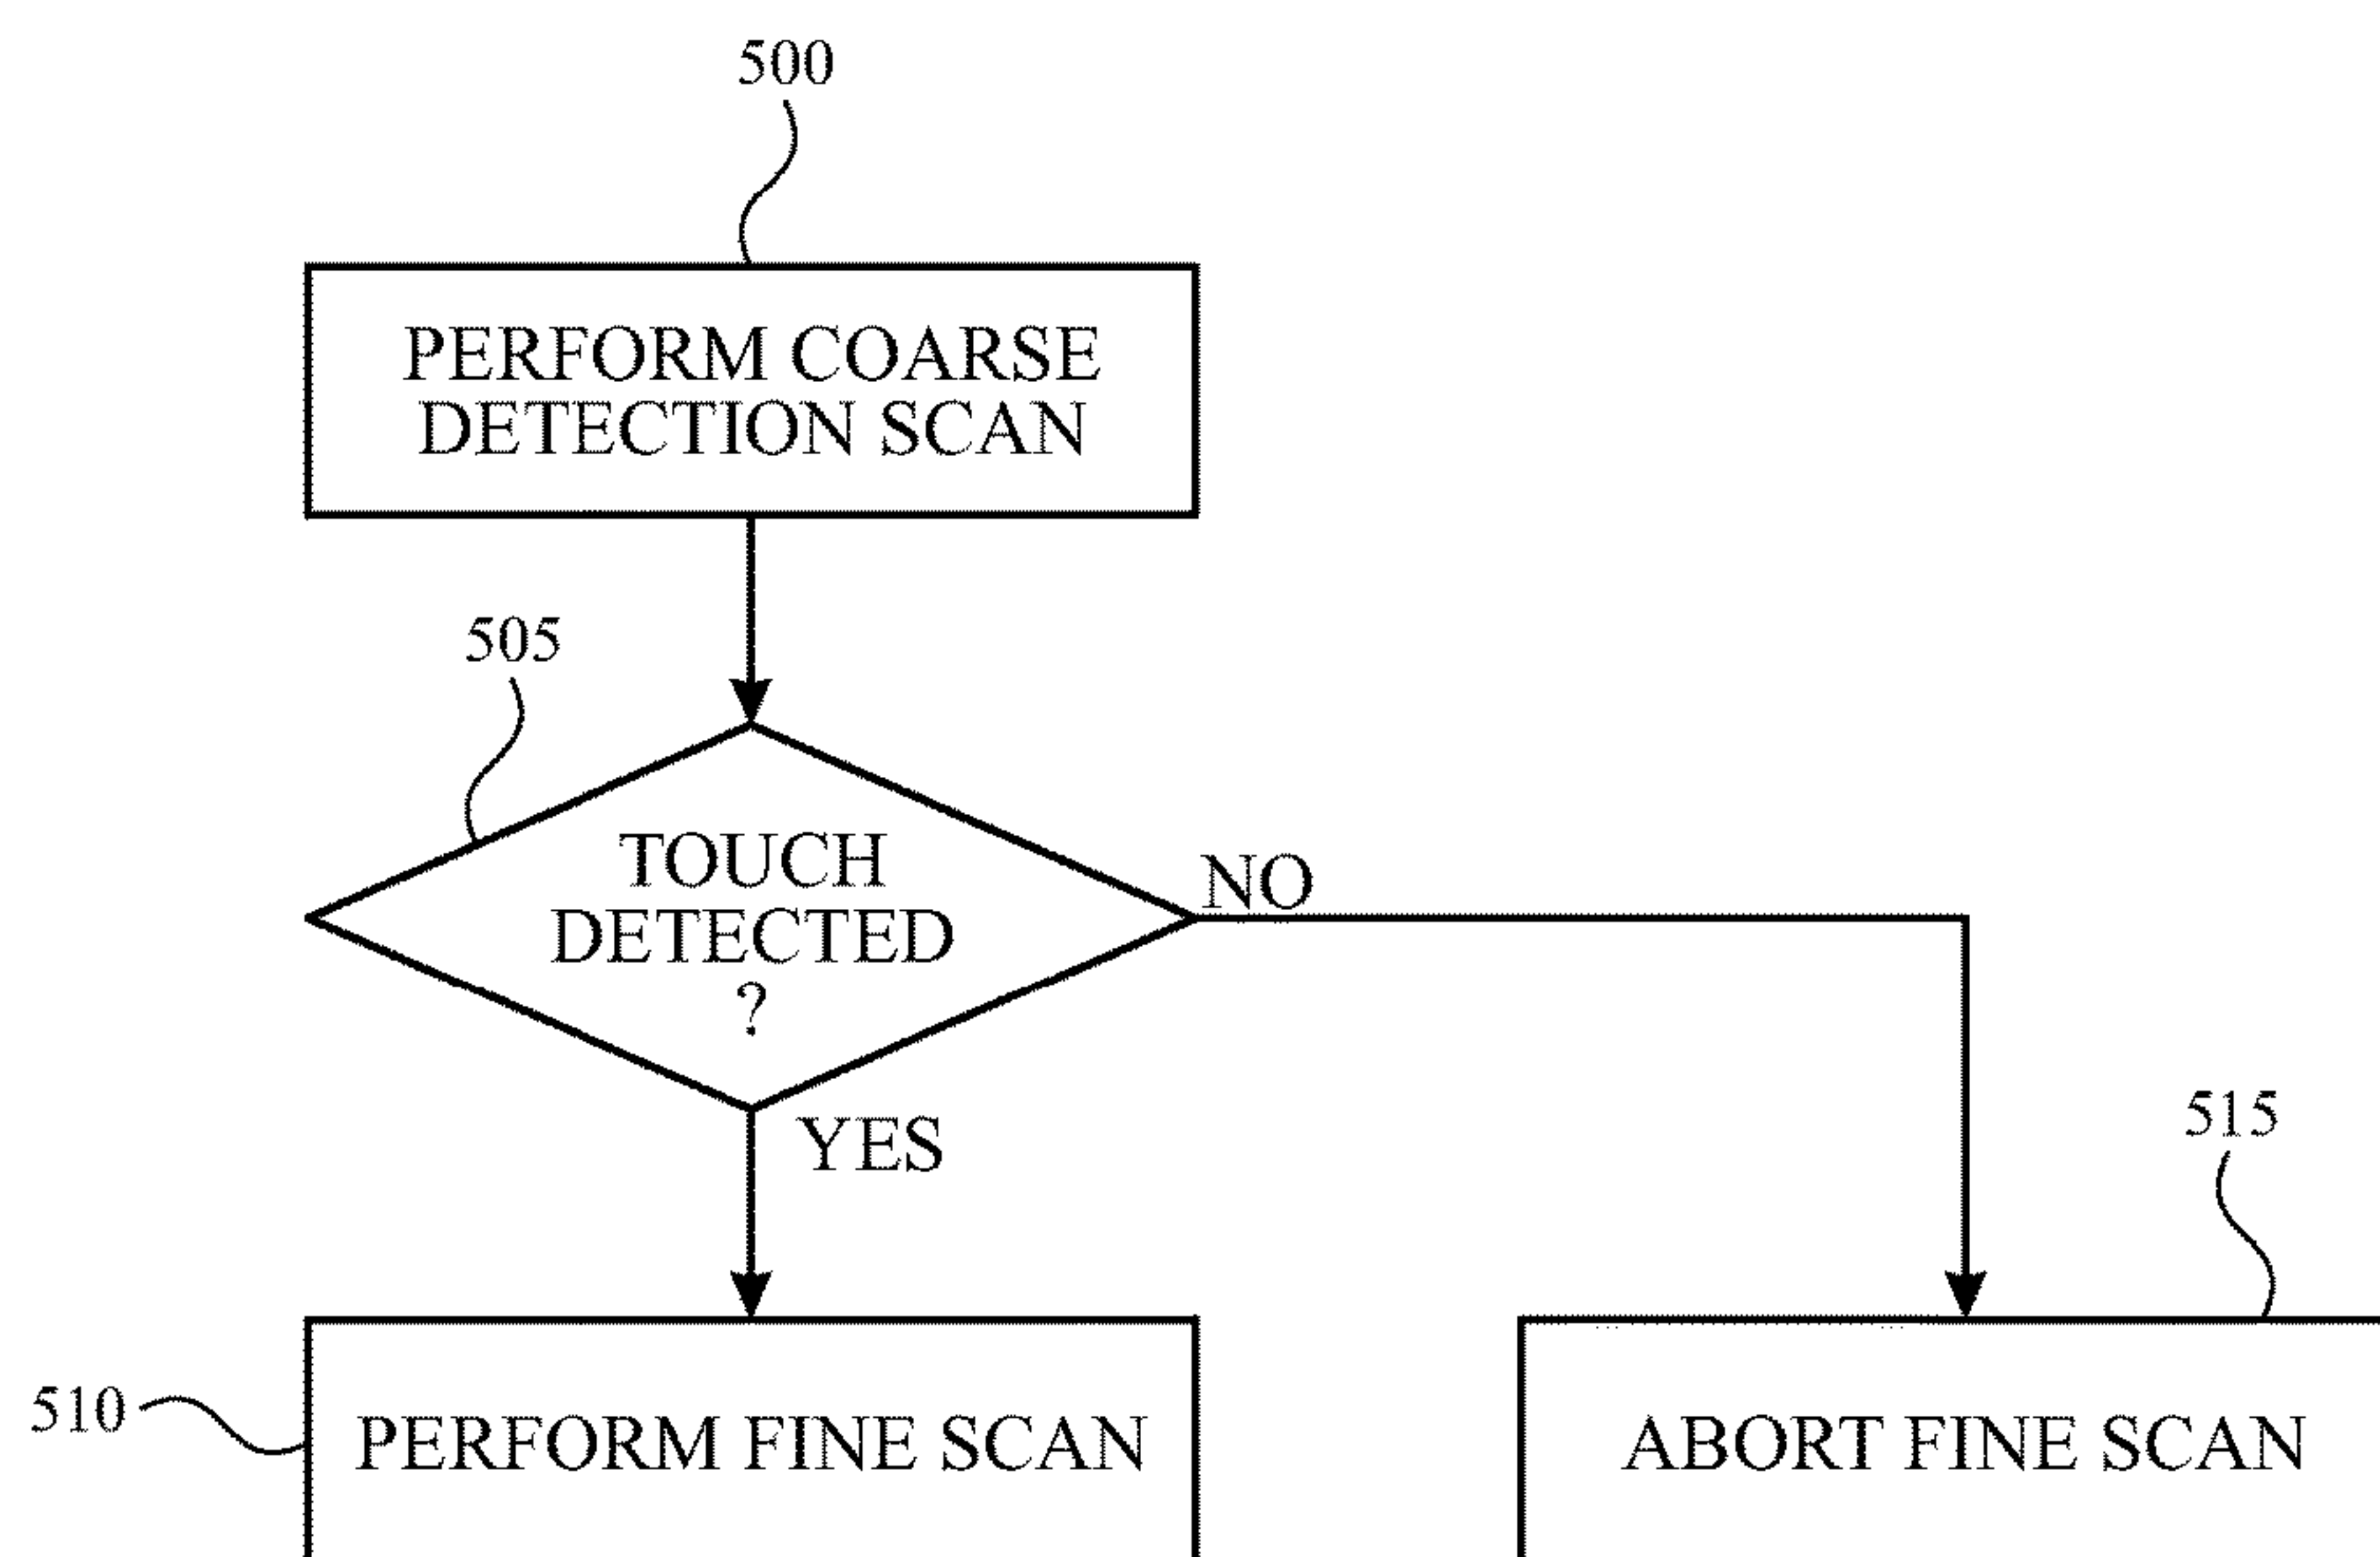 500
PERFORM COARSE
DETECTION SCAN
505
TOUCH
DETECTED
?
NO
YES
515
510
PERFORM FINE SCAN
ABORT FINE SCAN